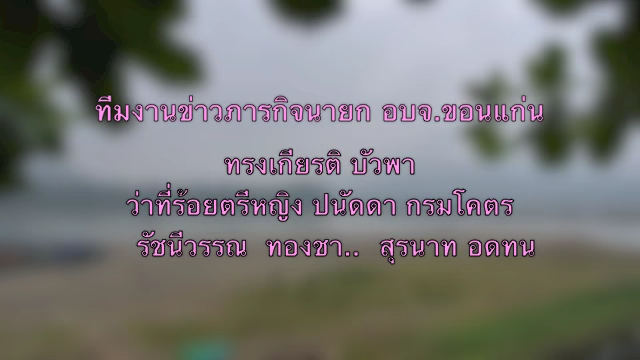 ทีมงานข่าวภารกิจนายก อบจ.ขอนแก่น
ทรงเกียรติ บัวพา
ว่าที่ร้อยตรีหญิง ปนัดดา กรมโคตร
รัชนีวรรณ ทองชา.. สุรนาท อดทน